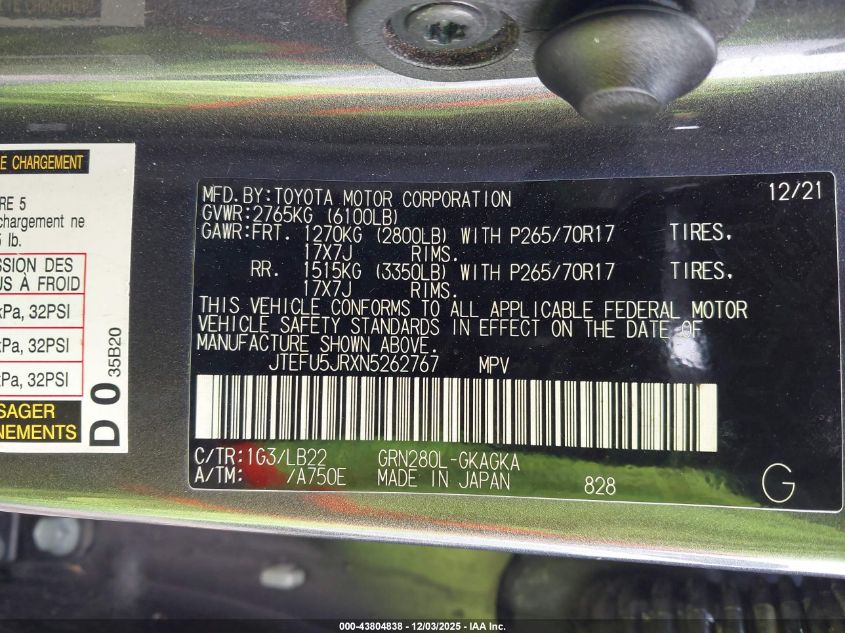 E CHARGEMENT
RE 5
chargement ne
lb.
SSION DES
US À FROID
kPa, 32PSI
kPa, 32PSI
kPa, 32PSI
SAGER
NEMENTS
D 0 35B20
MFD.BY:TOYOTA MOTOR CORPORATION 12/21
GVWR:2765KG (6100LB)
GAWR:FRT. 1270KG (2800LB) WITH P265/70R17 TIRES.
17X7J RIMS.
RR. 1515KG (3350LB) WITH P265/70R17 TIRES.
17X7J RIMS.
THIS VEHICLE CONFORMS TO ALL APPLICABLE FEDERAL MOTOR
VEHICLE SAFETY STANDARDS IN EFFECT ON THE DATE OF
MANUFACTURE SHOWN ABOVE.
JTEFU5JRXN5262767 MPV
C/TR:1G3/LB22 GRN280L-GKAGKA
A/TM: /A750E MADE IN JAPAN 828
G
000-43804838 - 12/03/2025 - IAA Inc.